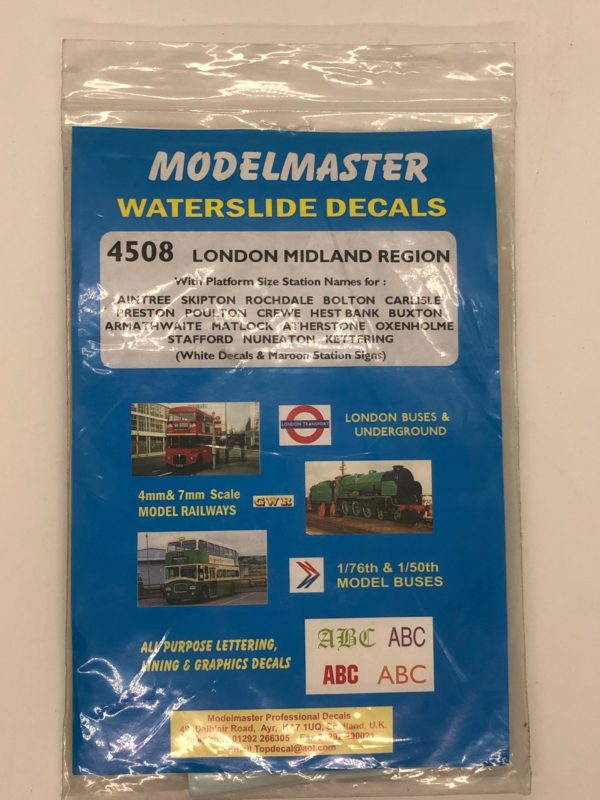 MODELMASTER
WATERSLIDE DECALS
4508 LONDON MIDLAND REGION
With Platform Size Station Names for :
AINTREE SKIPTON ROCHDALE BOLTON CARLISLE
PRESTON POULTON CREWE HEST BANK BUXTON
ARMATHWAITE MATLOCK ATHERSTONE OXENHOLME
STAFFORD NUNEATON KETTERING
(White Decals & Maroon Station Signs)
LONDON TRANSPORT
LONDON BUSES &
UNDERGROUND
4mm & 7mm Scale
MODEL RAILWAYS
GWR
1/76th & 1/50th
MODEL BUSES
ALL PURPOSE LETTERING,
LINING & GRAPHICS DECALS
ABC ABC
ABC ABC
Modelmaster Professional Decals
Dalblair Road, Ayr, 1UQ, Scotland, U.K.
01292 266305
Email Topdecal@aol.com